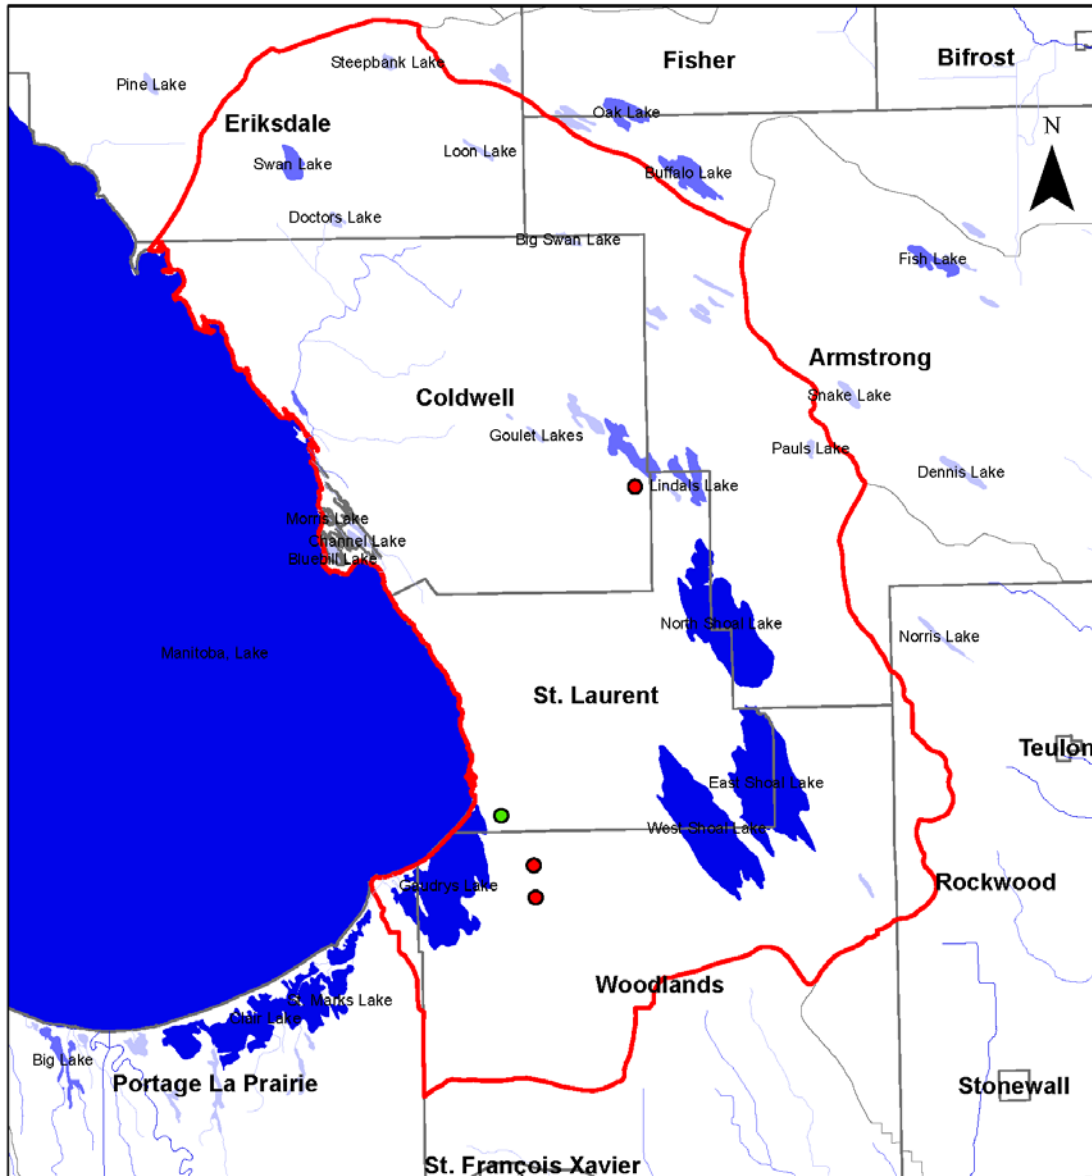 Fisher
Bifrost
Steepbank Lake
Pine Lake
Oak Lake
Eriksdale
N
Loon Lake
Swan Lake
Buffalo Lake
Doctors Lake
Big Swan Lake
Fish Lake
Armstrong
Snake Lake
Coldwell
Goulet Lakes
Pauls Lake
Dennis Lake
Lindals Lake
Morris Lake
Channel Lake
Bluebill Lake
North Shoal Lake
Norris Lake
Manitoba, Lake
St. Laurent
Teulon
East Shoal Lake
West Shoal Lake
Goudrys Lake
Rockwood
Woodlands
St. Marks Lake
Clair Lake
Big Lake
Portage La Prairie
Stonewall
St. François Xavier